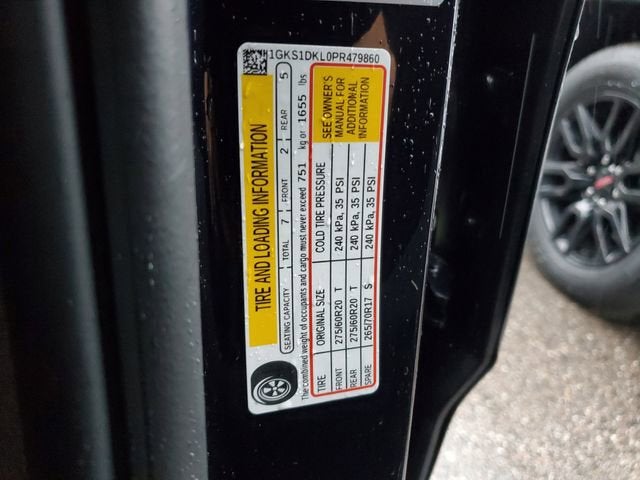 1GKS1DKL0PR479860
TIRE AND LOADING INFORMATION
SEATING CAPACITY TOTAL 7 FRONT 2 REAR 5
The combined weight of occupants and cargo must never exceed 751 kg or 1655 lbs
TIRE ORIGINAL SIZE COLD TIRE PRESSURE
FRONT 275/60R20 T 240 kPa, 35 PSI
REAR 275/60R20 T 240 kPa, 35 PSI
SPARE 265/70R17 S 240 kPa, 35 PSI
SEE OWNER'S
MANUAL FOR
ADDITIONAL
INFORMATION